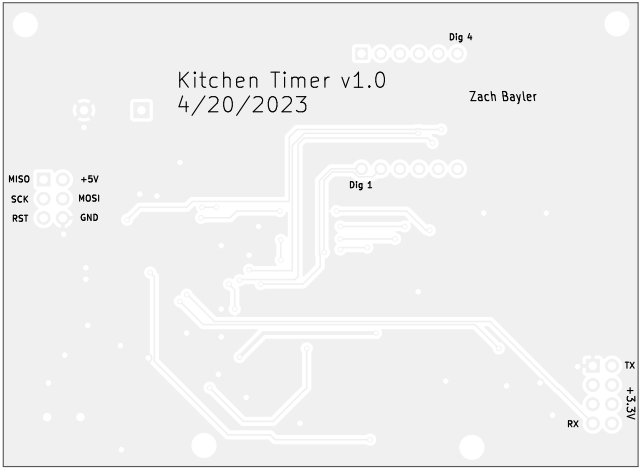 Dig 4
Kitchen Timer v1.0
4/20/2023
Zach Bayler
MISO +5V
SCK MOSI
RST GND
Dig 1
TX
+3.3V
RX